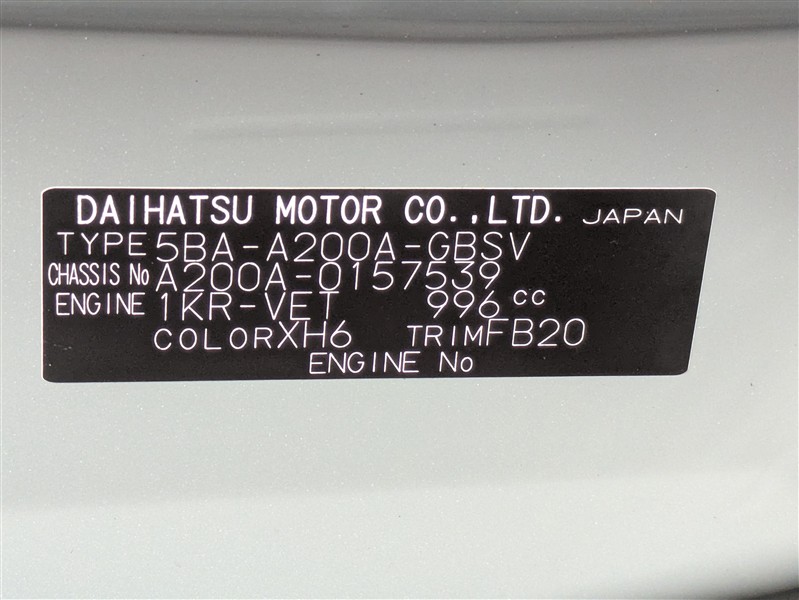 DAIHATSU MOTOR CO.,LTD. JAPAN
TYPE 5BA-A200A-GBSV
CHASSIS No A200A-0157539
ENGINE 1KR-VET 996 cc
COLOR XH6 TRIM FB20
ENGINE No